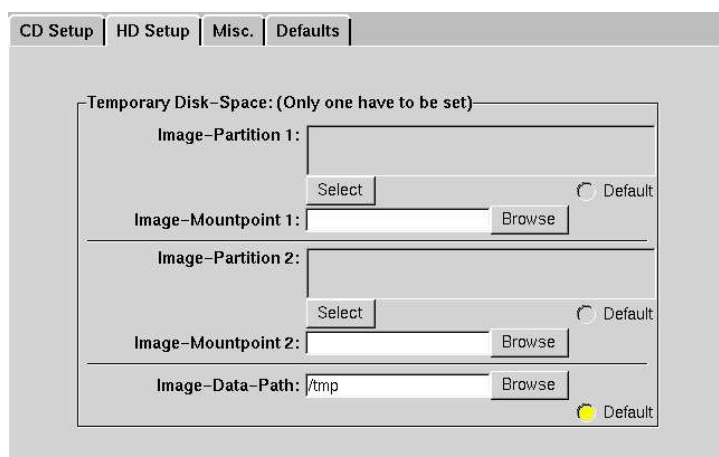 CD Setup HD Setup Misc. Defaults
Temporary Disk-Space: (Only one have to be set)
Image-Partition 1:
Select Default
Image-Mountpoint 1: Browse
Image-Partition 2:
Select Default
Image-Mountpoint 2: Browse
Image-Data-Path: /tmp Browse
Default